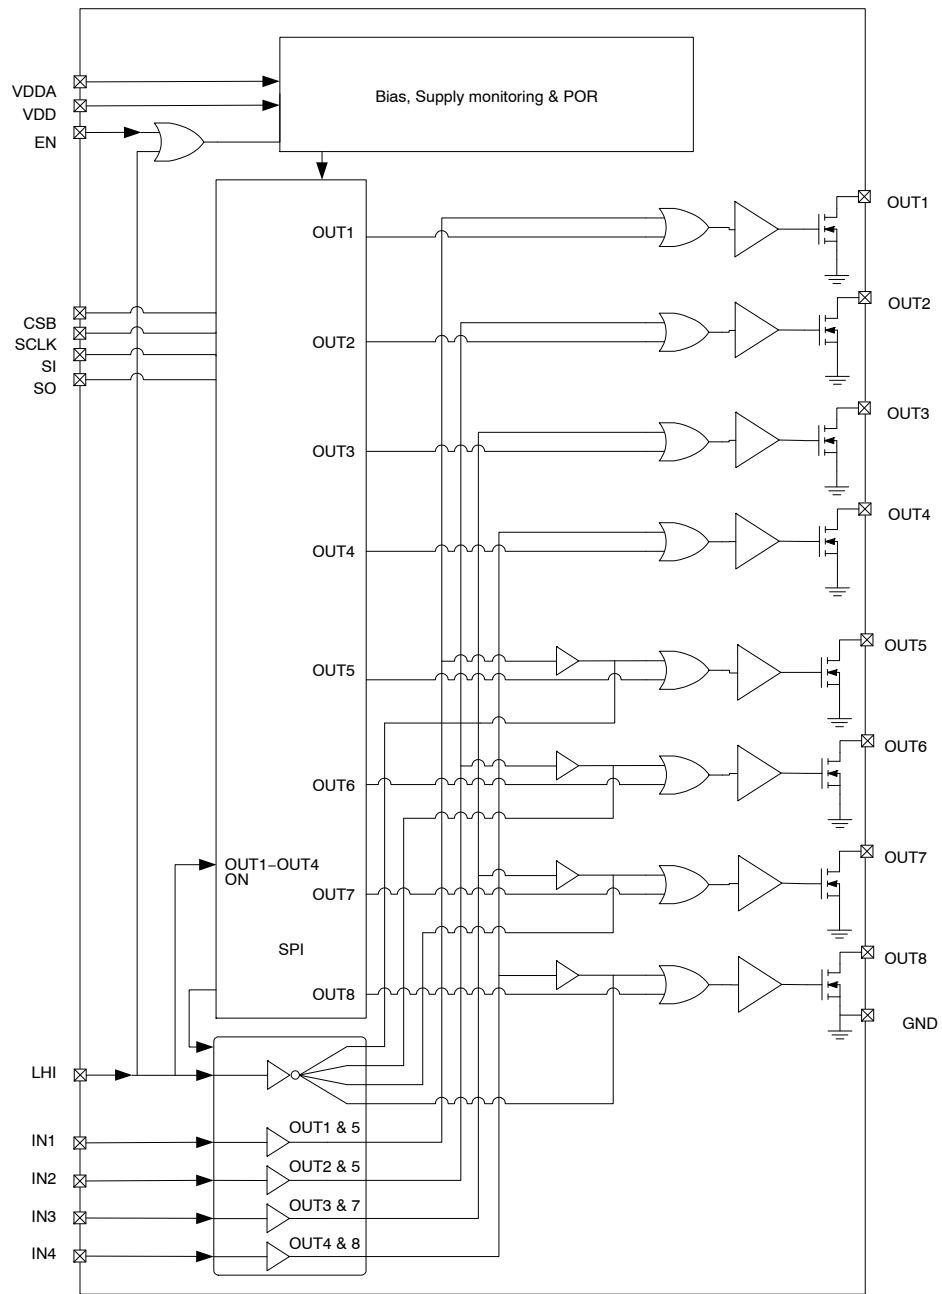 Bias, Supply monitoring & POR
VDDA
VDD
EN
CSB
SCLK
SI
SO
OUT1
OUT2
OUT3
OUT4
OUT5
OUT6
OUT1–OUT4
ON
OUT7
SPI
OUT8
OUT1
OUT2
OUT3
OUT4
OUT5
OUT6
OUT7
OUT8
GND
LHI
IN1
OUT1 & 5
IN2
OUT2 & 5
IN3
OUT3 & 7
IN4
OUT4 & 8